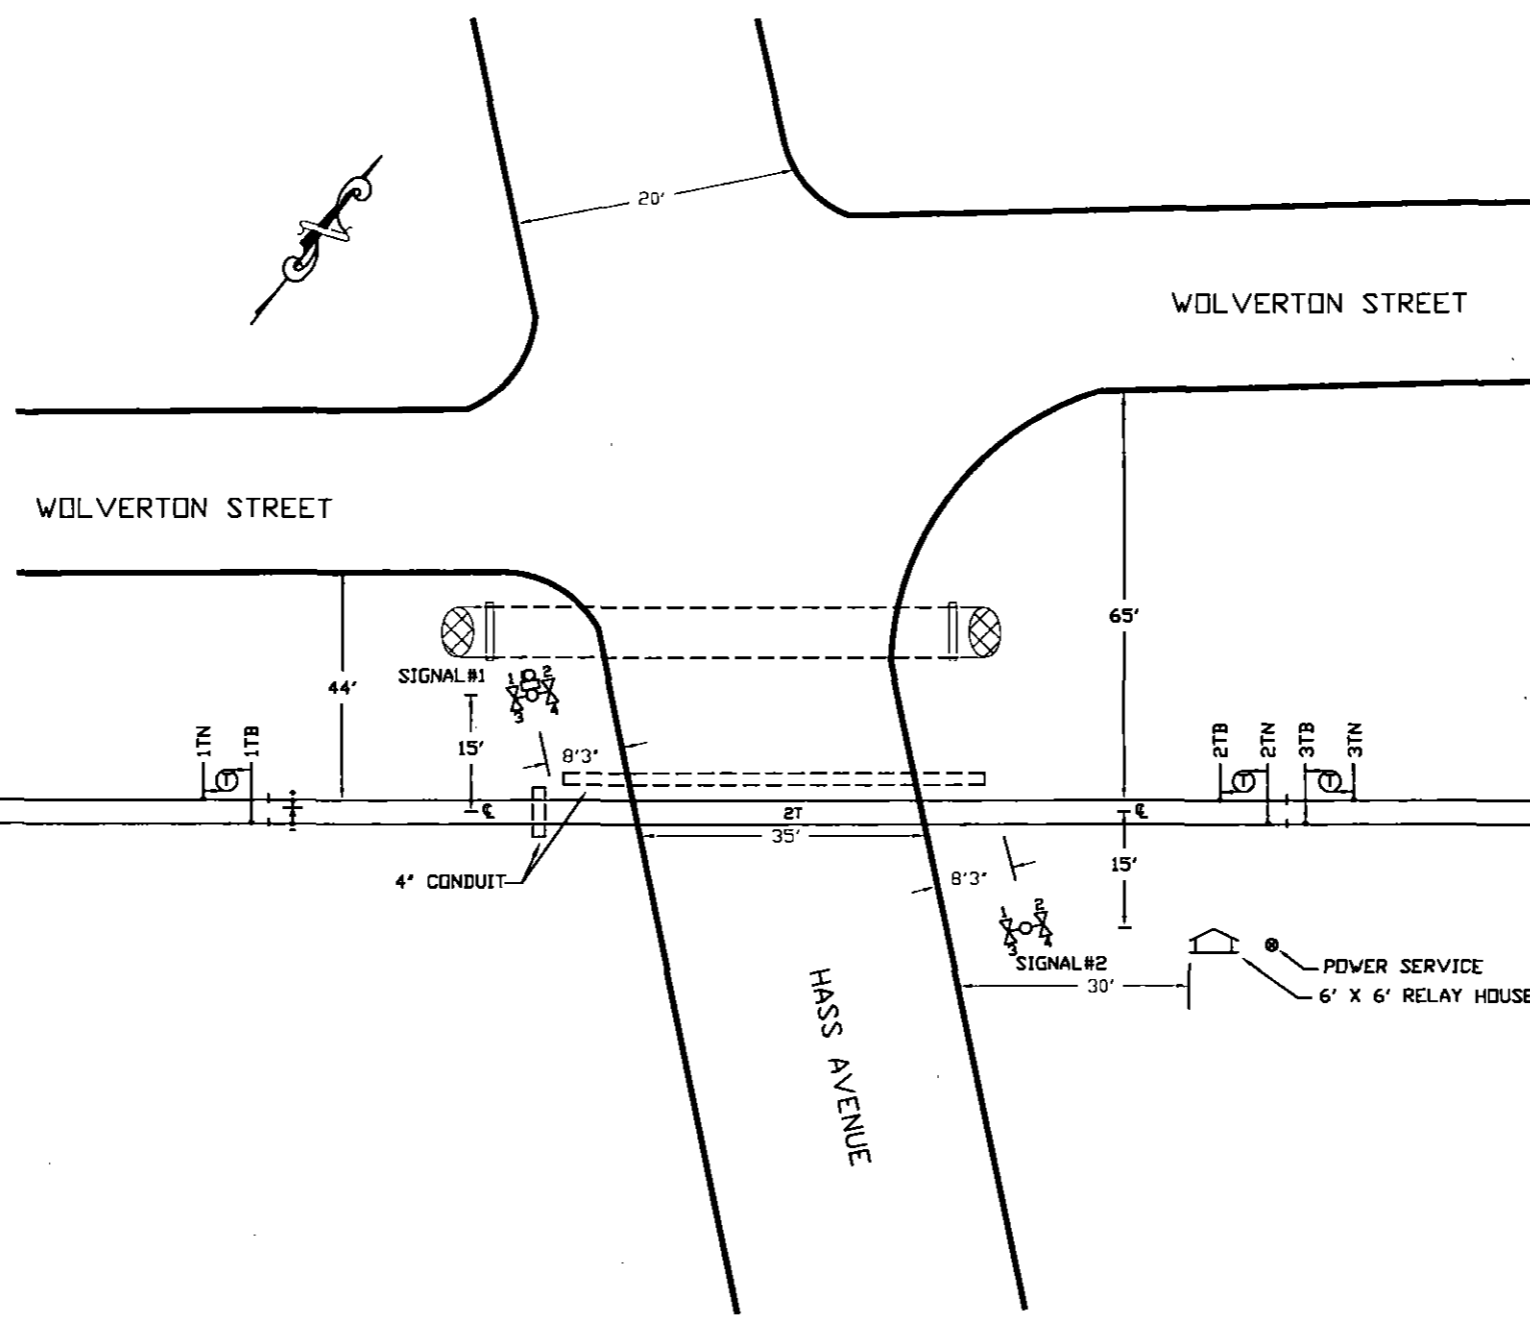 20'
WOLVERTON STREET
WOLVERTON STREET
65'
SIGNAL#1
1 2
3 4
44'
15'
8'3"
1TN
1TB
2TB
2TN
3TB
3TN
T
T
T
℄
2T
℄
35'
4" CONDUIT
15'
8'3"
1 2
3 4
SIGNAL#2
POWER SERVICE
30'
6' X 6' RELAY HOUSE
HASS AVENUE